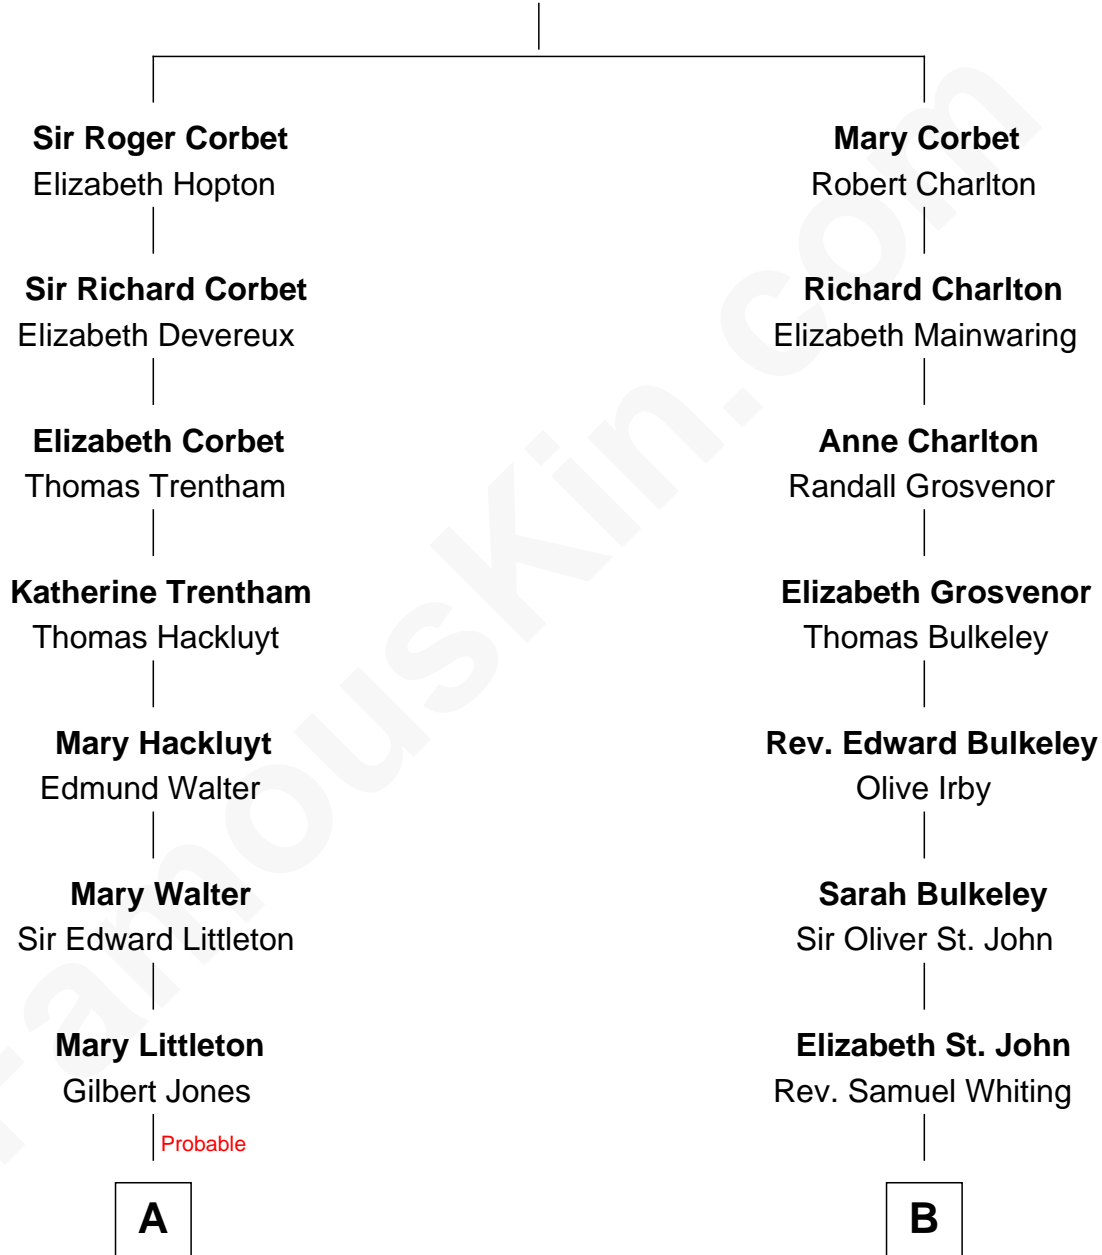 Sir Roger Corbet
Elizabeth Hopton
Sir Richard Corbet
Elizabeth Devereux
Elizabeth Corbet
Thomas Trentham
Katherine Trentham
Thomas Hackluyt
Mary Hackluyt
Edmund Walter
Mary Walter
Sir Edward Littleton
Mary Littleton
Gilbert Jones
Probable
A
Mary Corbet
Robert Charlton
Richard Charlton
Elizabeth Mainwaring
Anne Charlton
Randall Grosvenor
Elizabeth Grosvenor
Thomas Bulkeley
Rev. Edward Bulkeley
Olive Irby
Sarah Bulkeley
Sir Oliver St. John
Elizabeth St. John
Rev. Samuel Whiting
B
FamousKin.com